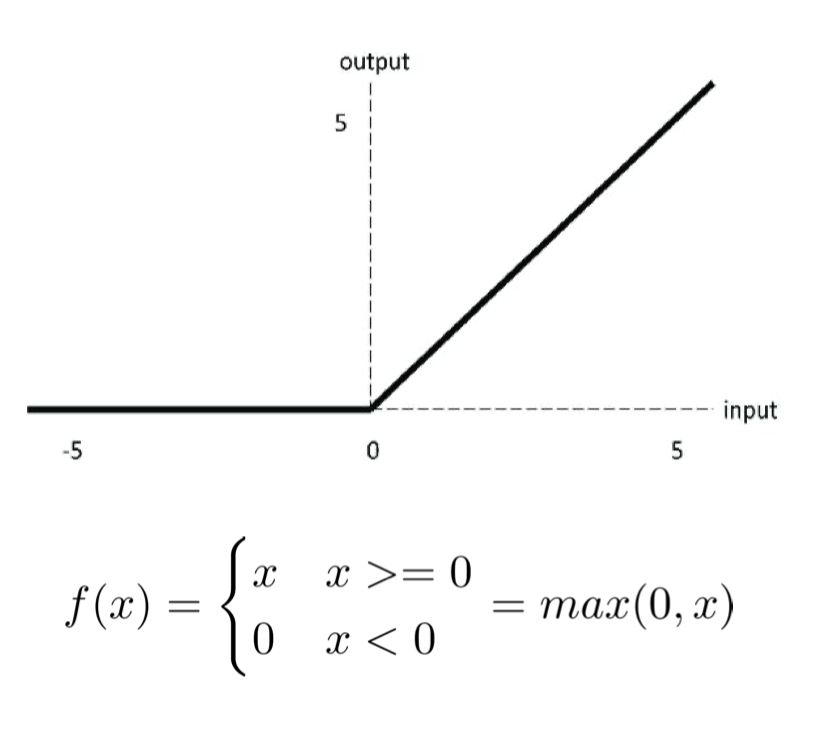 output
5
input
-5 0 5
f(x) = { x x >= 0
0 x < 0 = max(0, x)